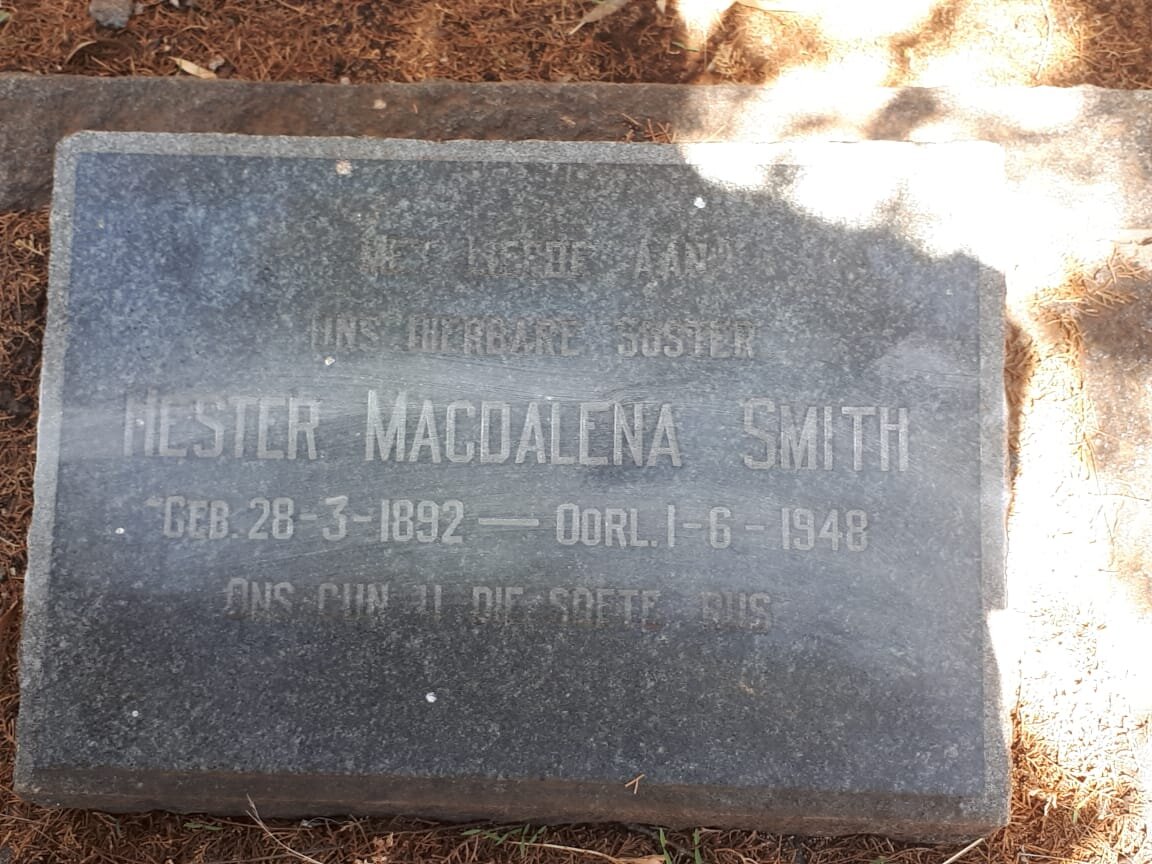 MET LIEFDE AAN
ONS DIERBARE SUSTER
HESTER MAGDALENA SMITH
GEB. 28-3-1892 — OORL. 1-6-1948
ONS GUN U DIE SOETE RUS